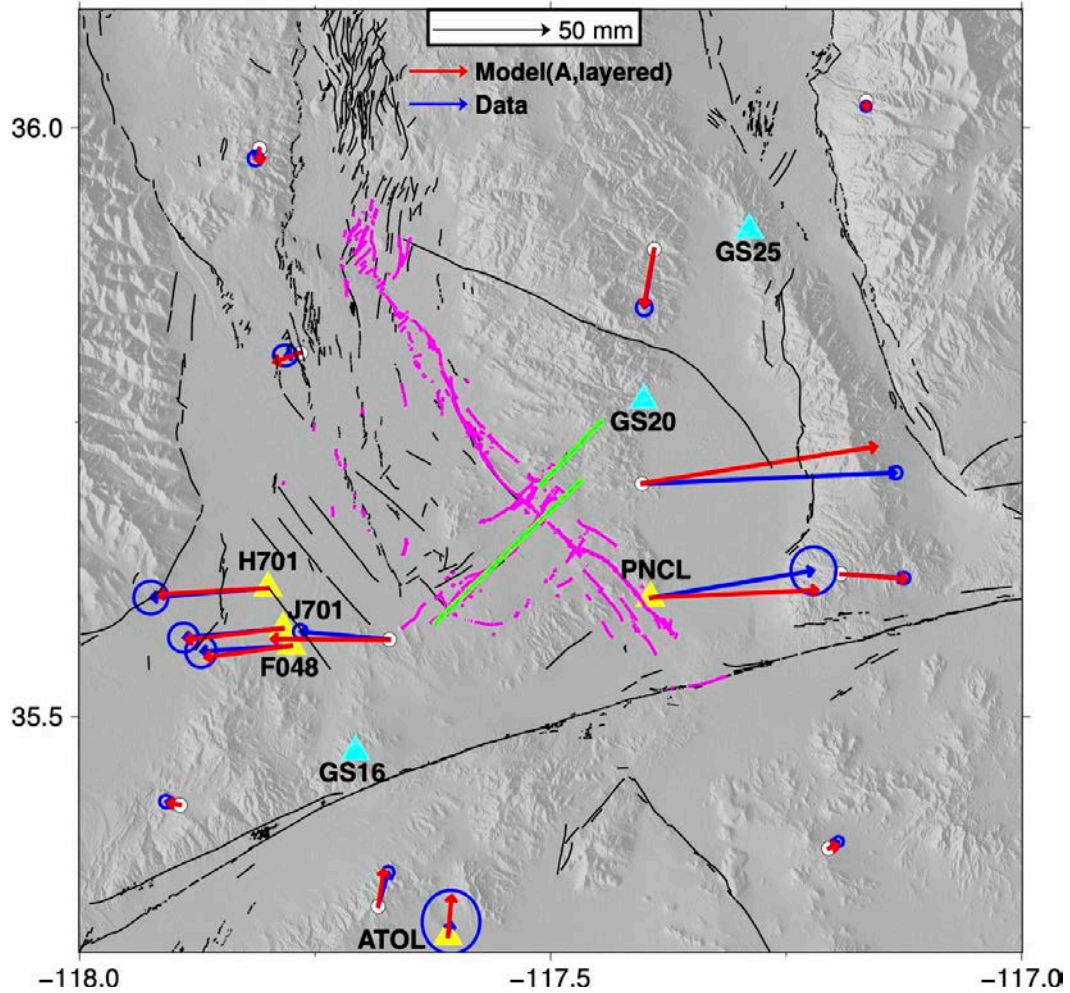 50 mm
Model(A,layered)
Data
36.0
GS25
GS20
H701
PNCL
J701
F048
35.5
GS16
ATOL
−118.0
−117.5
−117.0